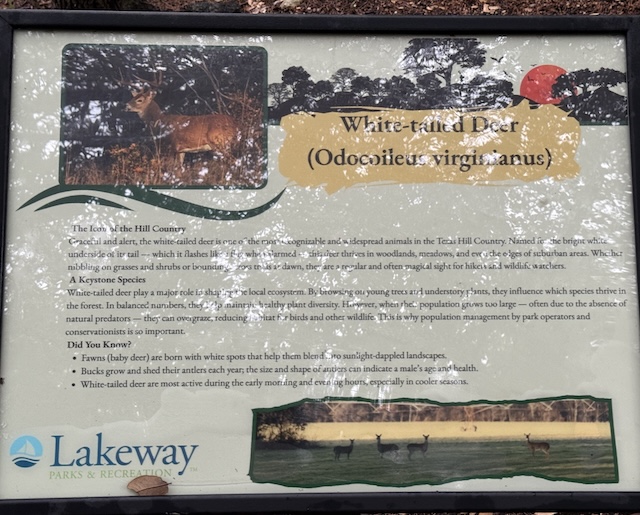 White-tailed Deer
(Odocoileus virginianus)
The Icon of the Hill Country
Graceful and alert, the white-tailed deer is one of the most recognizable and widespread animals in the Texas Hill Country. Named for the bright white
underside of its tail — which it flashes like a flag when alarmed — this deer thrives in woodlands, meadows, and even the edges of suburban areas. Whether
nibbling on grasses and shrubs or bounding across trails at dawn, they are a regular and often magical sight for hikers and wildlife watchers.
A Keystone Species
White-tailed deer play a major role in shaping the local ecosystem. By browsing on young trees and understory plants, they influence which species thrive in
the forest. In balanced numbers, they help maintain healthy plant diversity. However, when their population grows too large — often due to the absence of
natural predators — they can overgraze, reducing habitat for birds and other wildlife. This is why population management by park operators and
conservationists is so important.
Did You Know?
• Fawns (baby deer) are born with white spots that help them blend into sunlight-dappled landscapes.
• Bucks grow and shed their antlers each year; the size and shape of antlers can indicate a male's age and health.
• White-tailed deer are most active during the early morning and evening hours, especially in cooler seasons.
Lakeway
PARKS & RECREATION™